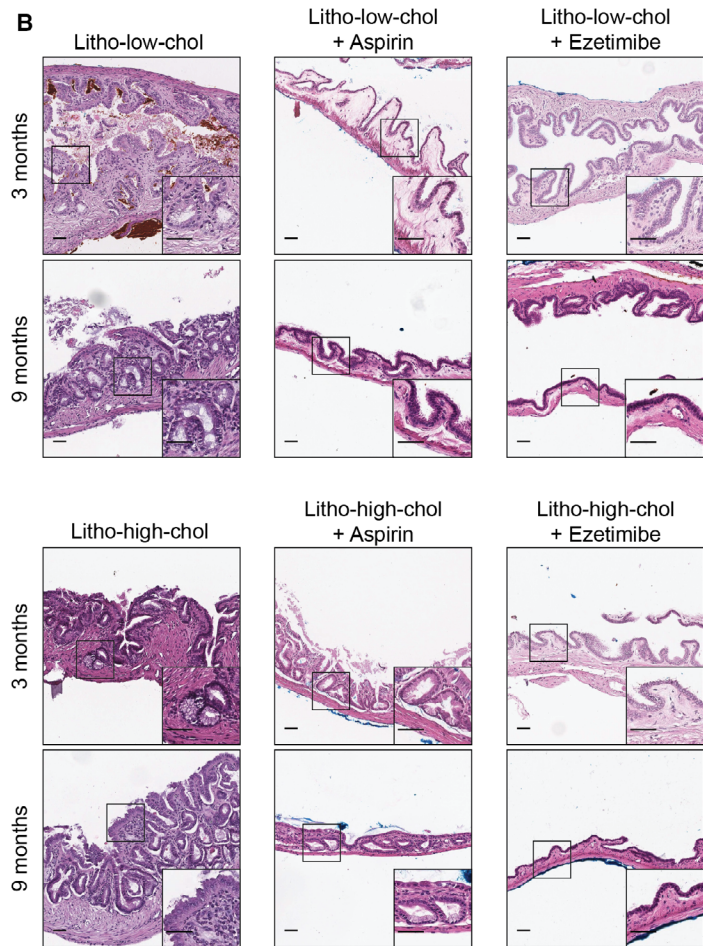 B
Litho-low-chol
Litho-low-chol
+ Aspirin
Litho-low-chol
+ Ezetimibe
3 months
9 months
Litho-high-chol
Litho-high-chol
+ Aspirin
Litho-high-chol
+ Ezetimibe
3 months
9 months